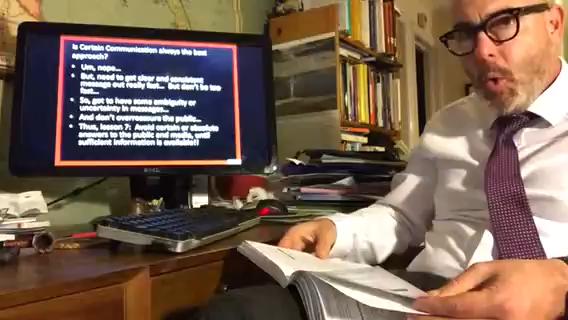 Is Certain Communication always the best
approach?
Um, nope...
But, need to get clear and consistent
message out really fast... But don't be too
fast...
So, got to have some ambiguity or
uncertainty in messages...
And don't overreassure the public...
Thus, lesson 7: Avoid certain or absolute
answers to the public and media, until
sufficient information is available!!
DELL